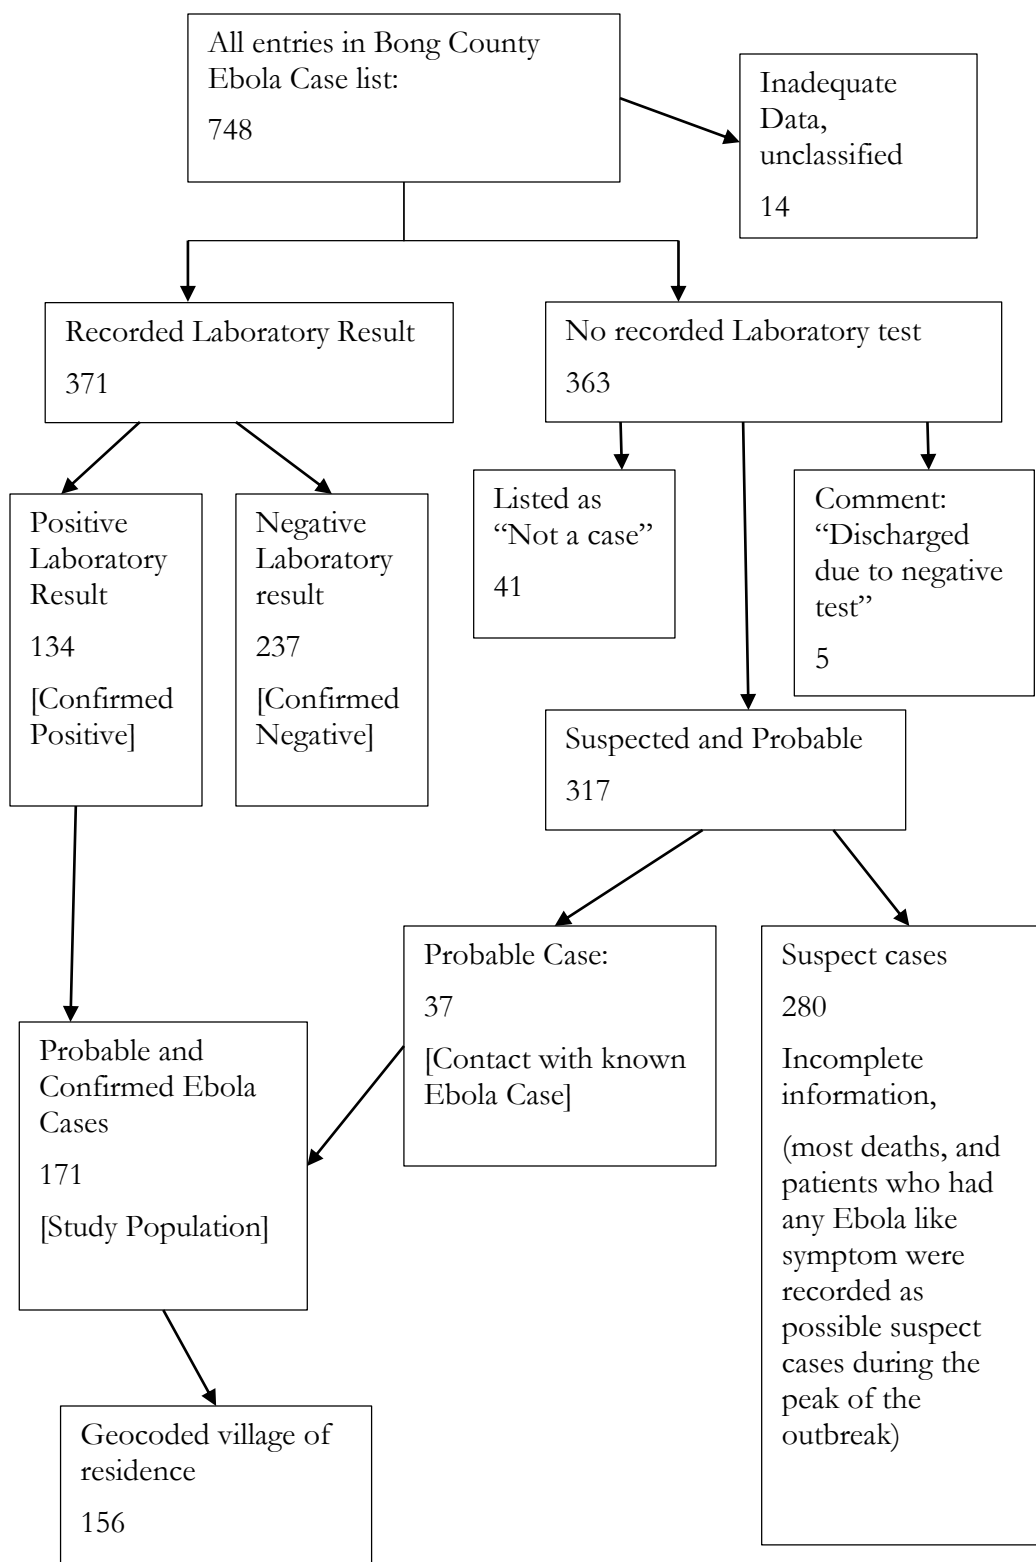 All entries in Bong County
Ebola Case list:
748
Inadequate
Data,
unclassified
14
Recorded Laboratory Result
371
No recorded Laboratory test
363
Positive
Laboratory
Result
134
[Confirmed
Positive]
Negative
Laboratory
result
237
[Confirmed
Negative]
Listed as
“Not a case”
41
Comment:
“Discharged
due to negative
test”
5
Suspected and Probable
317
Probable Case:
37
[Contact with known
Ebola Case]
Suspect cases
280
Incomplete
information,
(most deaths, and
patients who had
any Ebola like
symptom were
recorded as
possible suspect
cases during the
peak of the
outbreak)
Probable and
Confirmed Ebola
Cases
171
[Study Population]
Geocoded village of
residence
156